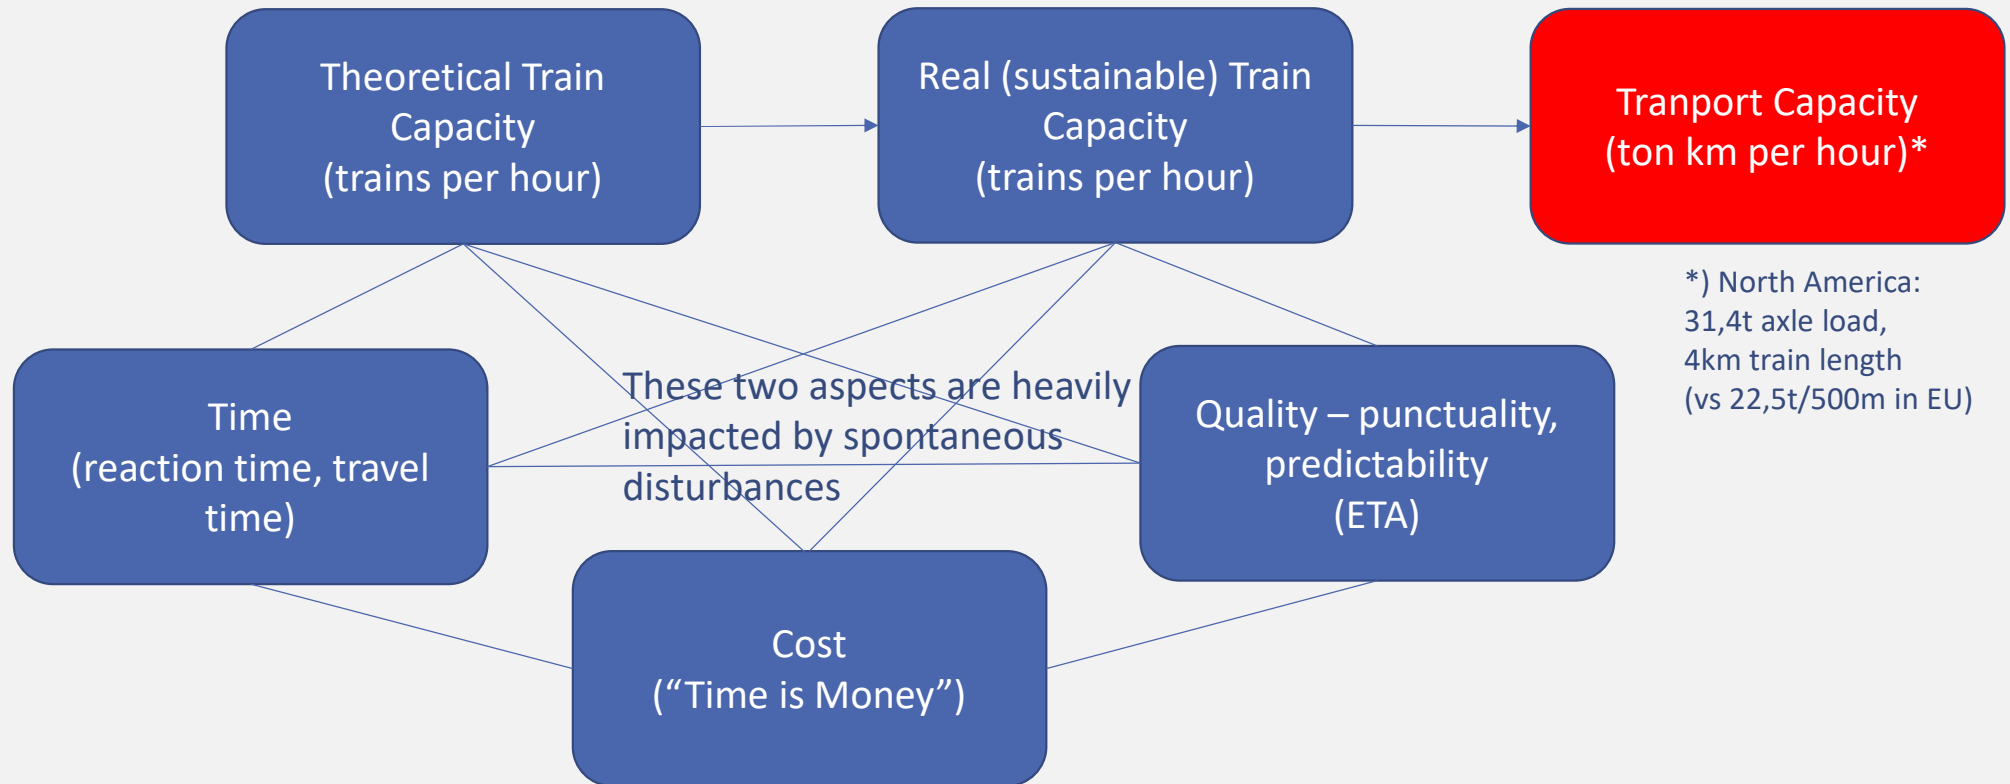 Theoretical Train
Capacity
(trains per hour)
Real (sustainable) Train
Capacity
(trains per hour)
Tranport Capacity
(ton km per hour)*
*) North America:
31,4t axle load,
4km train length
(vs 22,5t/500m in EU)
Time
(reaction time, travel
time)
These two aspects are heavily
impacted by spontaneous
disturbances
Quality – punctuality,
predictability
(ETA)
Cost
(“Time is Money”)